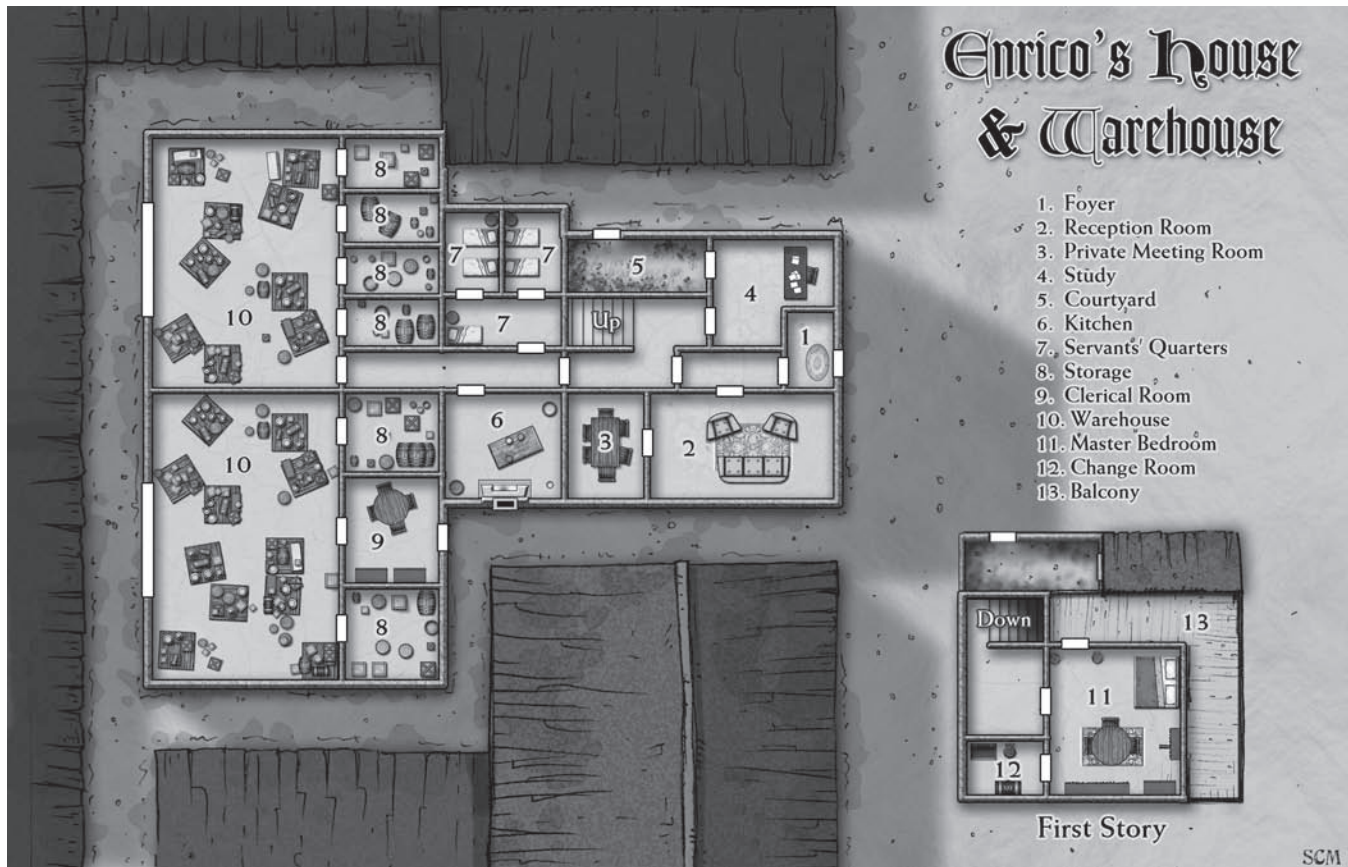 Enrico's House
& Warehouse
1. Foyer
2. Reception Room
3. Private Meeting Room
4. Study
5. Courtyard
6. Kitchen
7. Servants' Quarters
8. Storage
9. Clerical Room
10. Warehouse
11. Master Bedroom
12. Change Room
13. Balcony
8
8
7
7
5
8
4
10
8
7
Up
1
8
6
3
2
10
9
8
Down
13
11
12
First Story
SCM